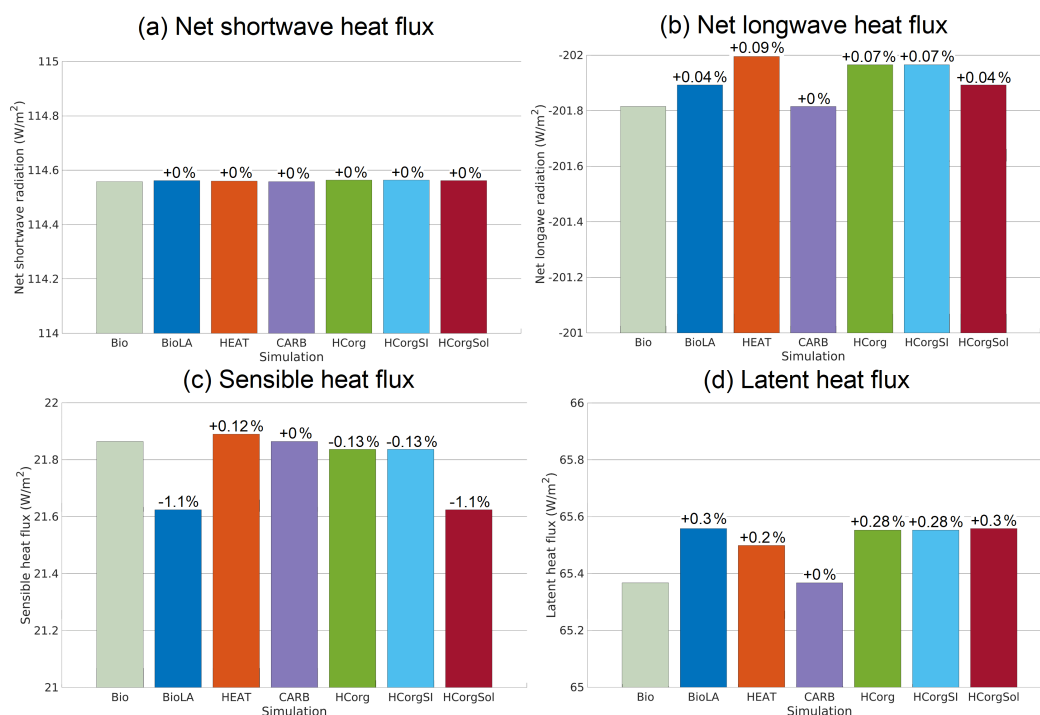 (a) Net shortwave heat flux
Net shortwave radiation (W/m²)
115
114.8
114.6
114.4
114.2
114
+0%
+0%
+0%
+0%
+0%
+0%
Bio
BioLA
HEAT
CARB
HCorg
HCorgSI
HCorgSol
Simulation
(b) Net longwave heat flux
Net longawe radiation (W/m²)
-202
-201.8
-201.6
-201.4
-201.2
-201
+0.04%
+0.09%
+0%
+0.07%
+0.07%
+0.04%
Bio
BioLA
HEAT
CARB
HCorg
HCorgSI
HCorgSol
Simulation
(c) Sensible heat flux
Sensible heat flux (W/m²)
22
21.8
21.6
21.4
21.2
21
-1.1%
+0.12%
+0%
-0.13%
-0.13%
-1.1%
Bio
BioLA
HEAT
CARB
HCorg
HCorgSI
HCorgSol
Simulation
(d) Latent heat flux
Latent heat flux (W/m²)
66
65.8
65.6
65.4
65.2
65
+0.3%
+0.2%
+0%
+0.28%
+0.28%
+0.3%
Bio
BioLA
HEAT
CARB
HCorg
HCorgSI
HCorgSol
Simulation